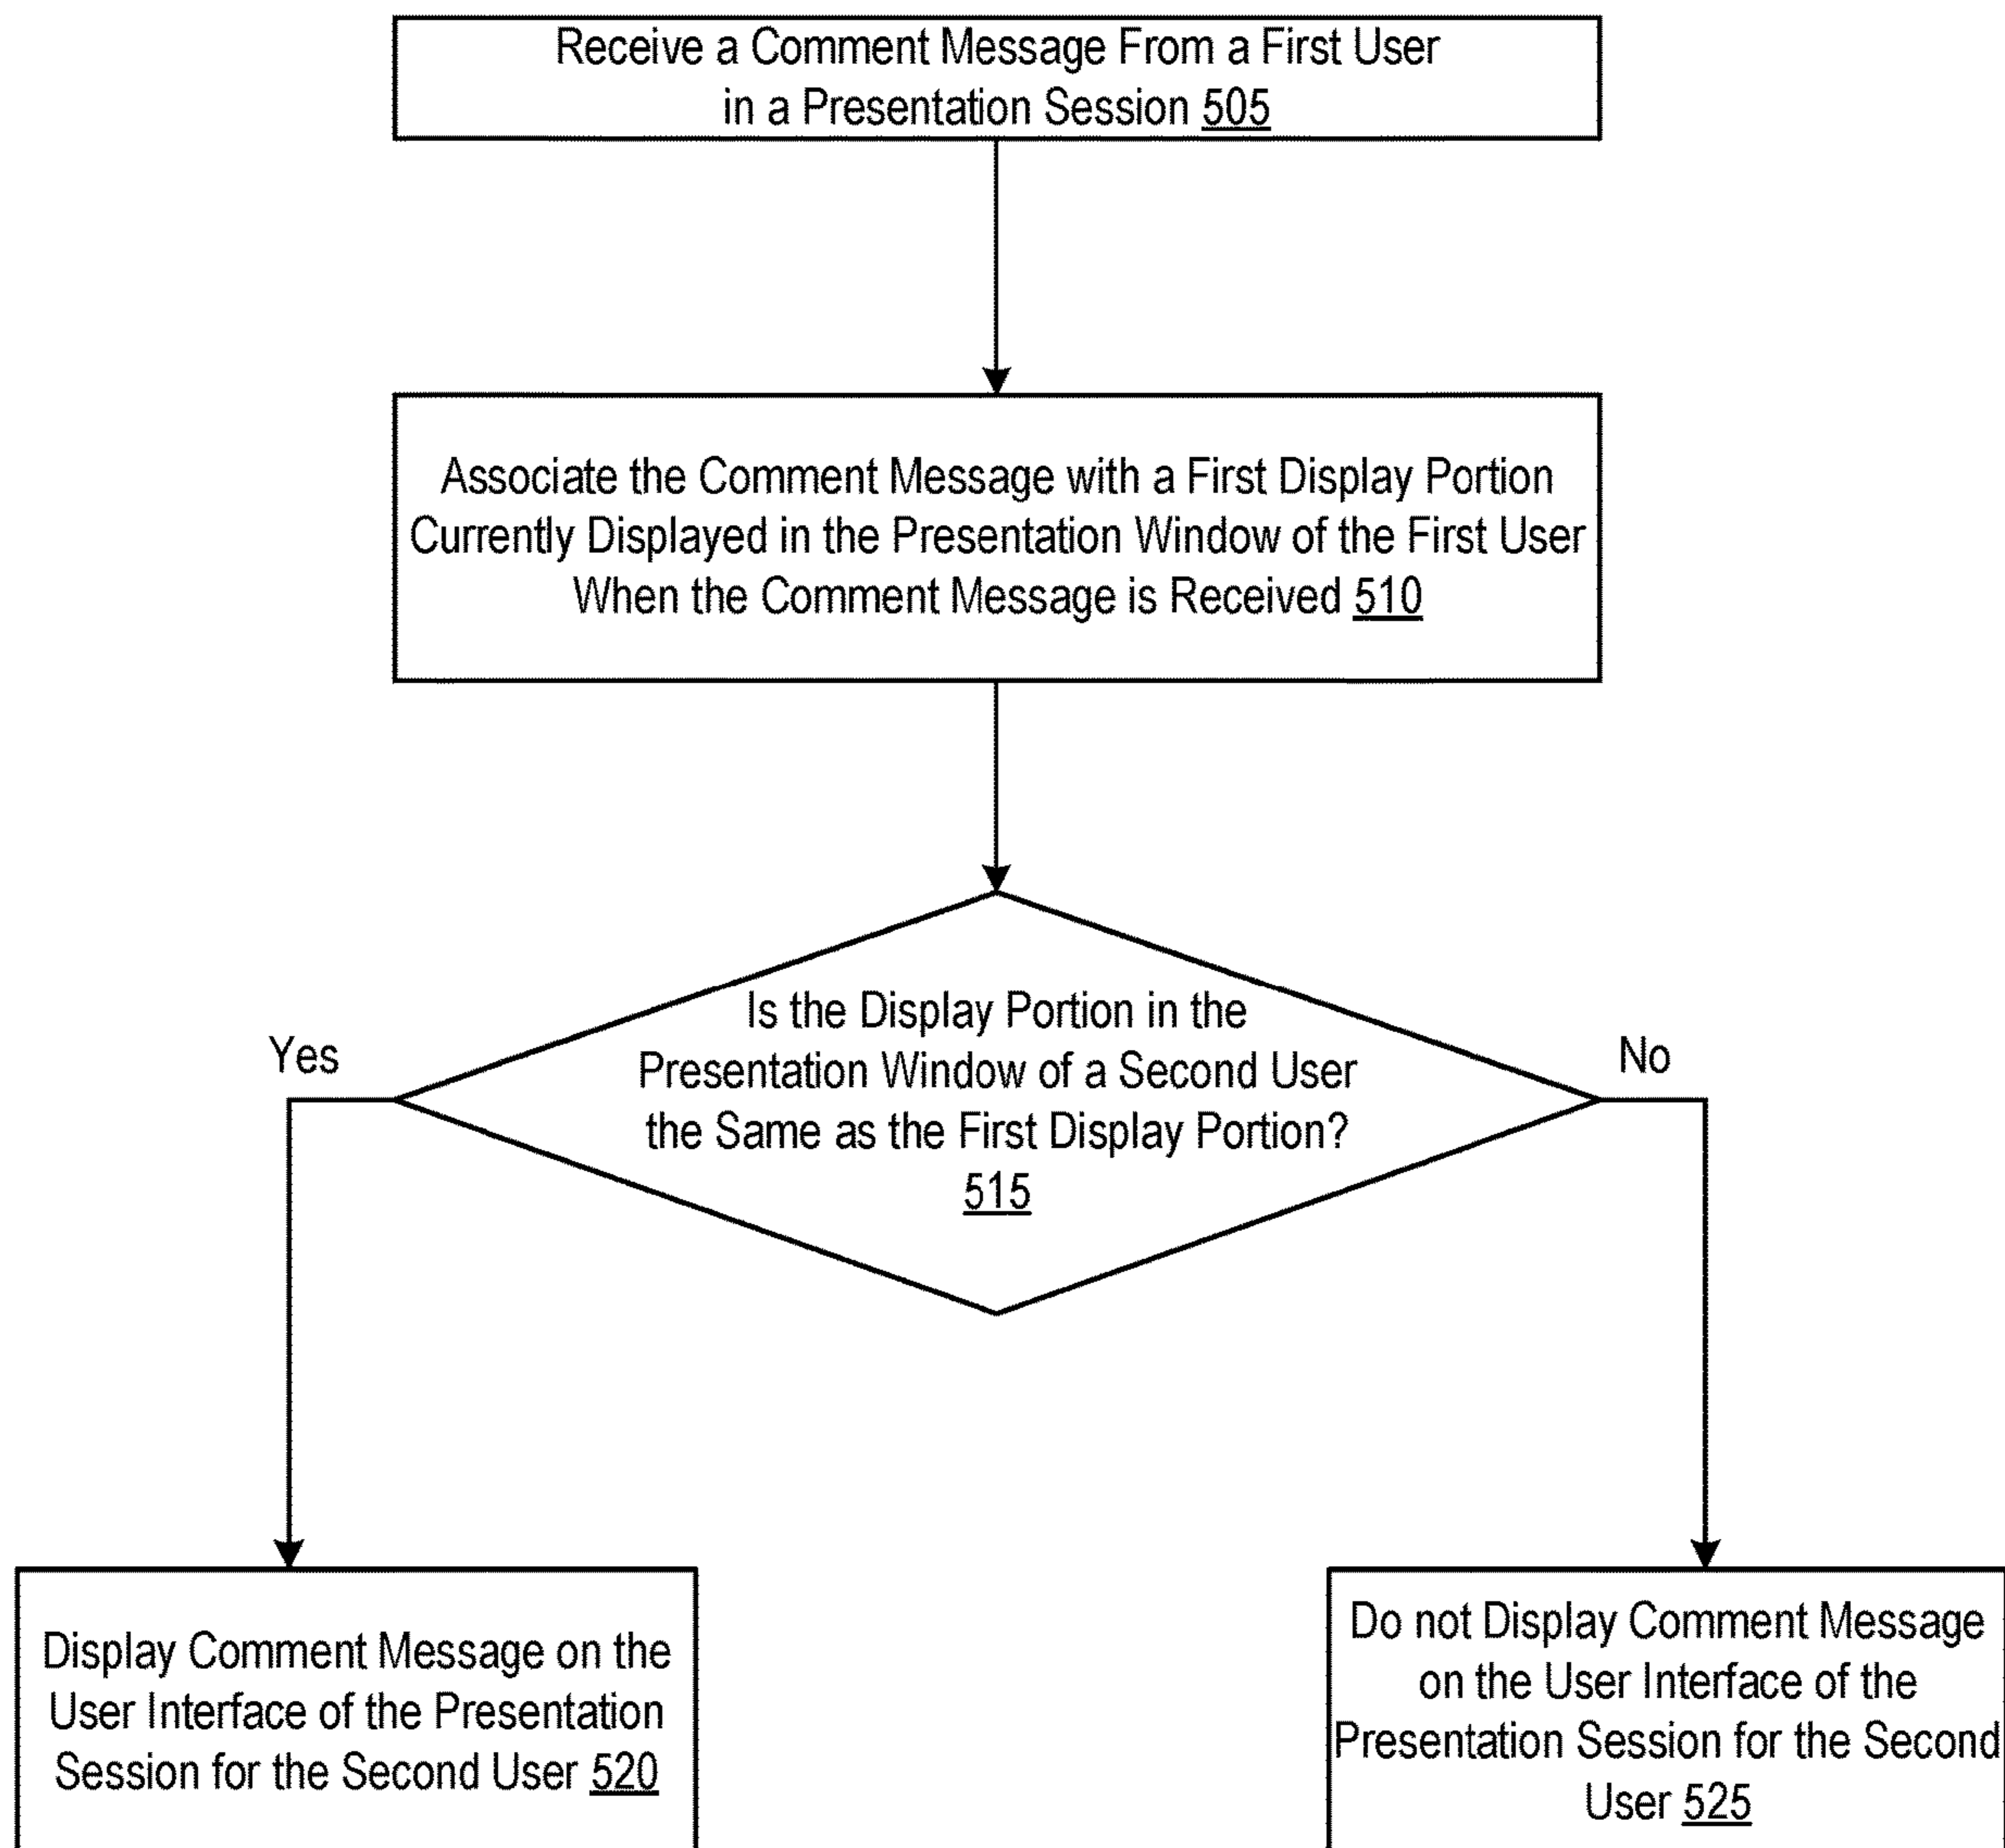 Receive a Comment Message From a First User
in a Presentation Session 505
Associate the Comment Message with a First Display Portion
Currently Displayed in the Presentation Window of the First User
When the Comment Message is Received 510
Is the Display Portion in the
Presentation Window of a Second User
the Same as the First Display Portion?
515
Yes
No
Display Comment Message on the
User Interface of the Presentation
Session for the Second User 520
Do not Display Comment Message
on the User Interface of the
Presentation Session for the Second
User 525